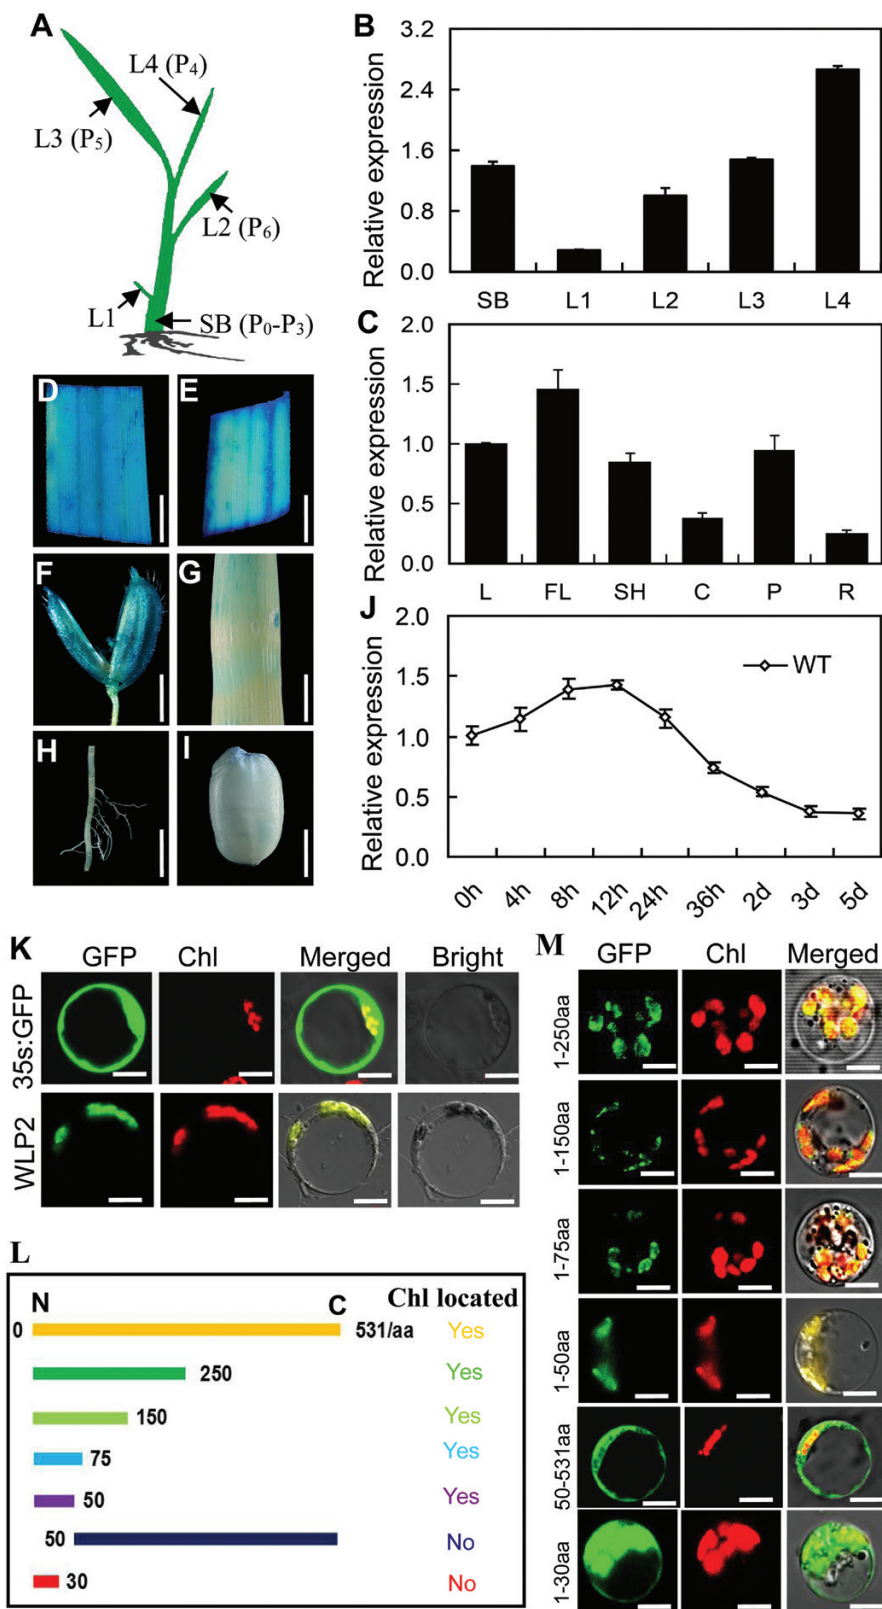 A
L4 (P₄)
L3 (P₅)
L2 (P₆)
L1
SB (P₀-P₃)
B
Relative expression
3.2
2.4
1.6
0.8
0.0
SB L1 L2 L3 L4
C
Relative expression
2.0
1.5
1.0
0.5
0.0
L FL SH C P R
D E
F G
H I
J
Relative expression
2.0
1.5
1.0
0.5
0.0
WT
0h 4h 8h 12h 24h 36h 2d 3d 5d
K
GFP Chl Merged Bright
35s:GFP
WLP2
L
N C Chl located
0 531/aa Yes
250 Yes
150 Yes
75 Yes
50 Yes
50 No
30 No
M
GFP Chl Merged
1-250aa
1-150aa
1-75aa
1-50aa
50-531aa
1-30aa